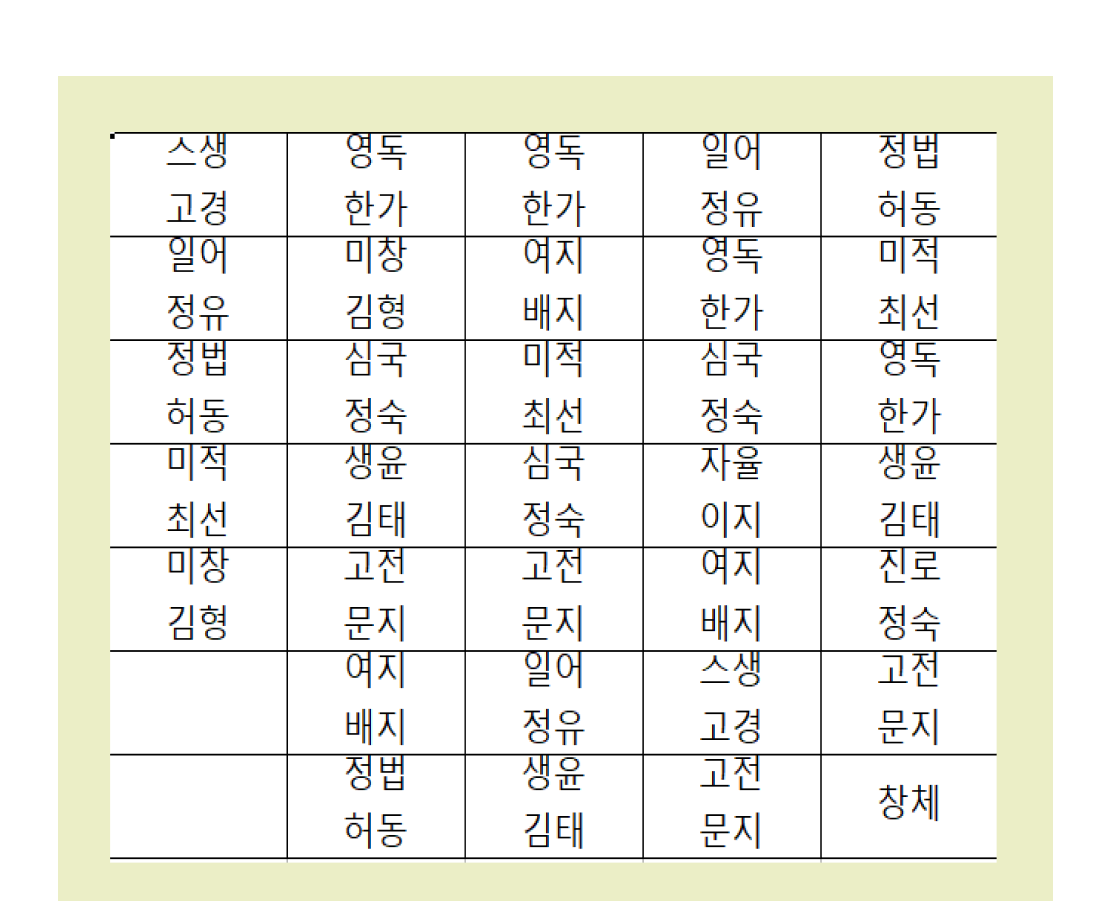 스생 영독 영독 일어 정법
고경 한가 한가 정유 허동
일어 미창 여지 영독 미적
정유 김형 배지 한가 최선
정법 심국 미적 심국 영독
허동 정숙 최선 정숙 한가
미적 생윤 심국 자율 생윤
최선 김태 정숙 이지 김태
미창 고전 고전 여지 진로
김형 문지 문지 배지 정숙
여지 일어 스생 고전
배지 정유 고경 문지
정법 생윤 고전 창체
허동 김태 문지